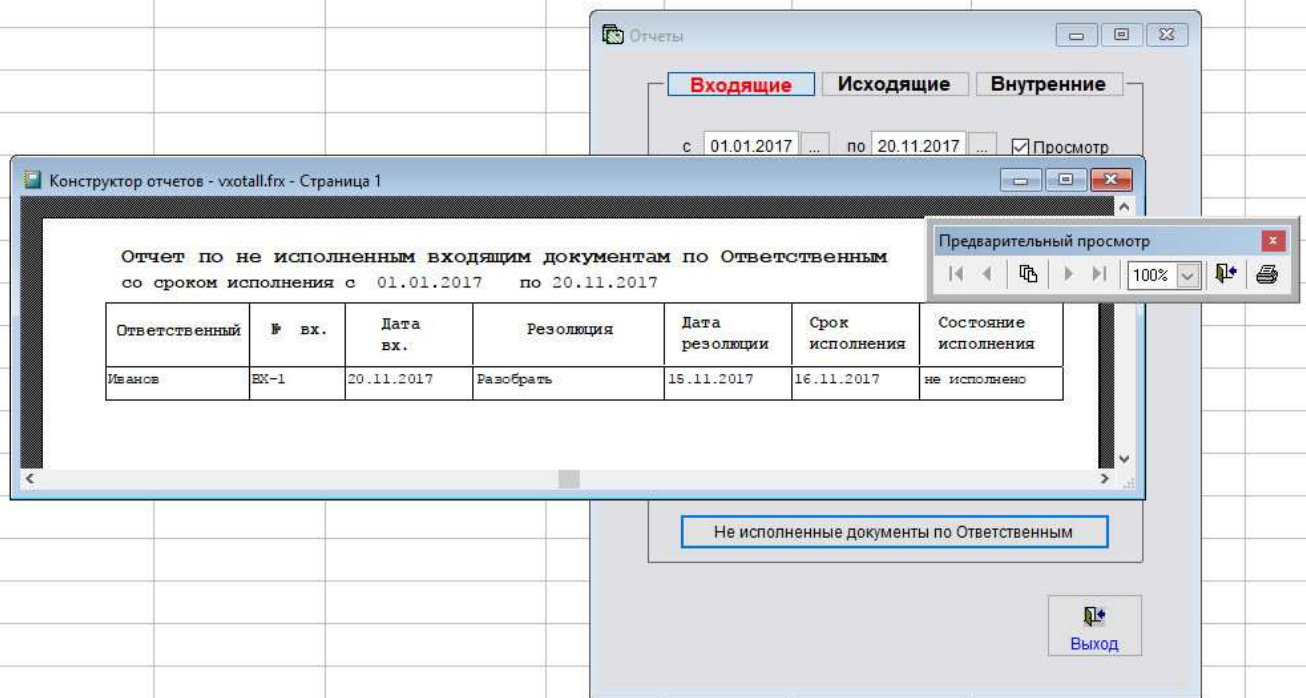 Отчеты
Входящие Исходящие Внутренние
с 01.01.2017 ... по 20.11.2017 ... Просмотр
Конструктор отчетов - vxotall.frx - Страница 1
Предварительный просмотр
100%
Отчет по не исполненным входящим документам по Ответственным
со сроком исполнения с 01.01.2017 по 20.11.2017
Ответственный № вх. Дата вх. Резолюция Дата резолюции Срок исполнения Состояние исполнения
Иванов ВХ-1 20.11.2017 Разобрать 15.11.2017 16.11.2017 не исполнено
Не исполненные документы по Ответственным
Выход